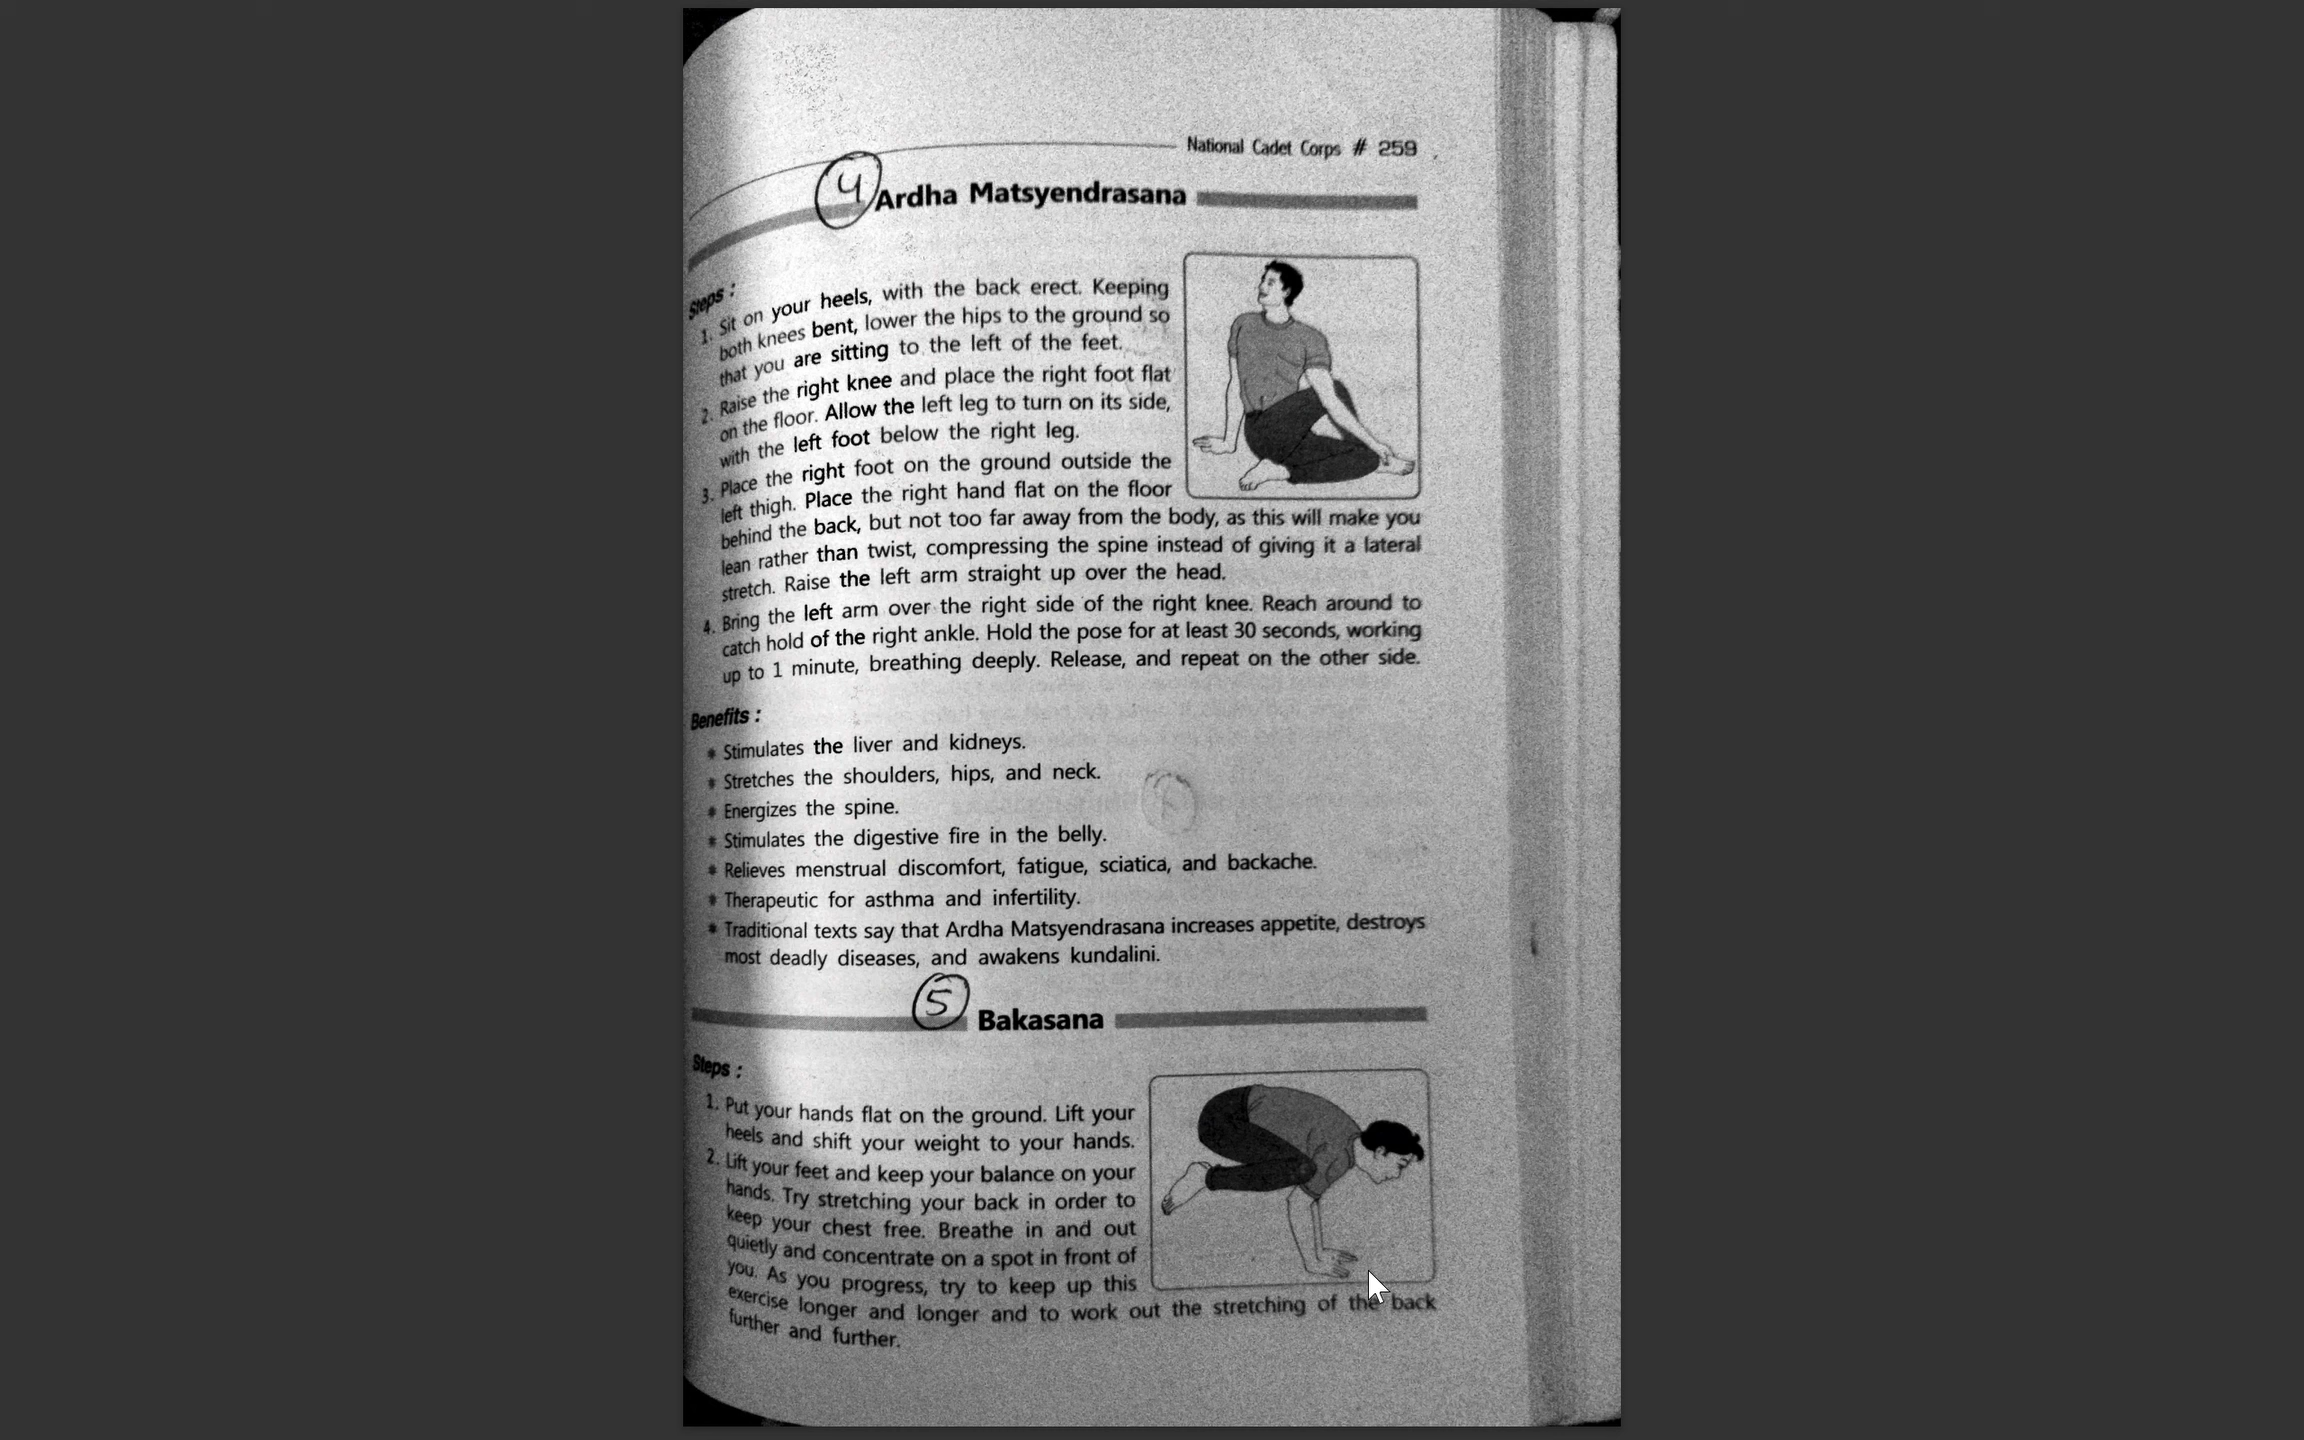 National Cadet Corps # 259
4 Ardha Matsyendrasana
Steps :
1. Sit on your heels, with the back erect. Keeping
both knees bent, lower the hips to the ground so
that you are sitting to the left of the feet.
2. Raise the right knee and place the right foot flat
on the floor. Allow the left leg to turn on its side,
with the left foot below the right leg.
3. Place the right foot on the ground outside the
left thigh. Place the right hand flat on the floor
behind the back, but not too far away from the body, as this will make you
lean rather than twist, compressing the spine instead of giving it a lateral
stretch. Raise the left arm straight up over the head.
4. Bring the left arm over the right side of the right knee. Reach around to
catch hold of the right ankle. Hold the pose for at least 30 seconds, working
up to 1 minute, breathing deeply. Release, and repeat on the other side.
Benefits :
* Stimulates the liver and kidneys.
* Stretches the shoulders, hips, and neck.
* Energizes the spine.
* Stimulates the digestive fire in the belly.
* Relieves menstrual discomfort, fatigue, sciatica, and backache.
* Therapeutic for asthma and infertility.
* Traditional texts say that Ardha Matsyendrasana increases appetite, destroys
most deadly diseases, and awakens kundalini.
5 Bakasana
Steps :
1. Put your hands flat on the ground. Lift your
heels and shift your weight to your hands.
2. Lift your feet and keep your balance on your
hands. Try stretching your back in order to
keep your chest free. Breathe in and out
quietly and concentrate on a spot in front of
you. As you progress, try to keep up this
exercise longer and longer and to work out the stretching of the back
further and further.